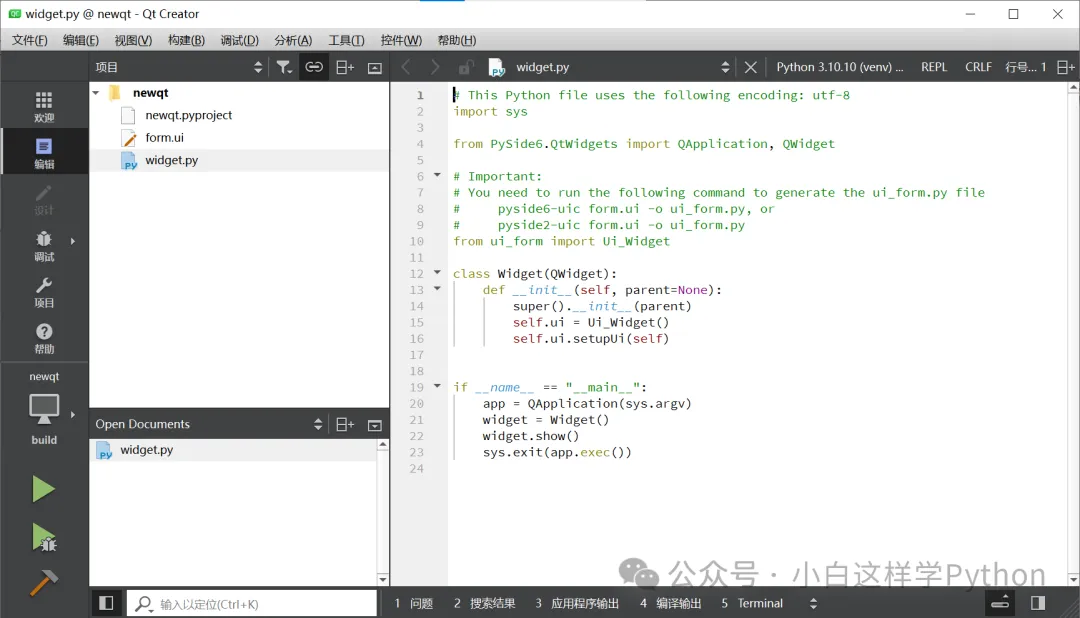 widget.py @ newqt - Qt Creator
文件(F) 编辑(E) 视图(V) 构建(B) 调试(D) 分析(A) 工具(T) 控件(W) 帮助(H)
项目
widget.py
Python 3.10.10 (venv) ... REPL CRLF 行号... 1
欢迎
编辑
设计
调试
项目
帮助
newqt
build
newqt
newqt.pyproject
form.ui
widget.py
Open Documents
widget.py
1 # This Python file uses the following encoding: utf-8
2 import sys
3
4 from PySide6.QtWidgets import QApplication, QWidget
5
6 # Important:
7 # You need to run the following command to generate the ui_form.py file
8 #     pyside6-uic form.ui -o ui_form.py, or
9 #     pyside2-uic form.ui -o ui_form.py
10 from ui_form import Ui_Widget
11
12 class Widget(QWidget):
13     def __init__(self, parent=None):
14         super().__init__(parent)
15         self.ui = Ui_Widget()
16         self.ui.setupUi(self)
17
18
19 if __name__ == "__main__":
20     app = QApplication(sys.argv)
21     widget = Widget()
22     widget.show()
23     sys.exit(app.exec())
24
公众号 · 小白这样学Python
输入以定位(Ctrl+K)
1 问题 2 搜索结果 3 应用程序输出 4 编译输出 5 Terminal